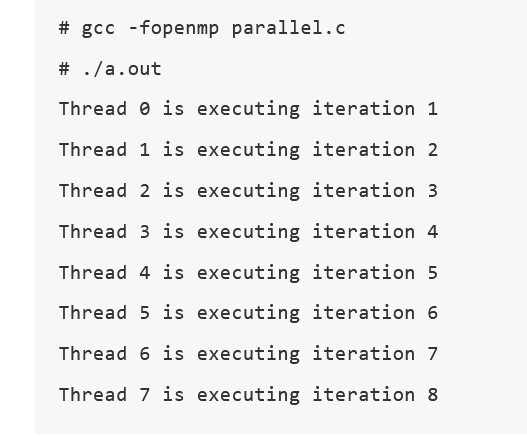 # gcc -fopenmp parallel.c
# ./a.out
Thread 0 is executing iteration 1
Thread 1 is executing iteration 2
Thread 2 is executing iteration 3
Thread 3 is executing iteration 4
Thread 4 is executing iteration 5
Thread 5 is executing iteration 6
Thread 6 is executing iteration 7
Thread 7 is executing iteration 8